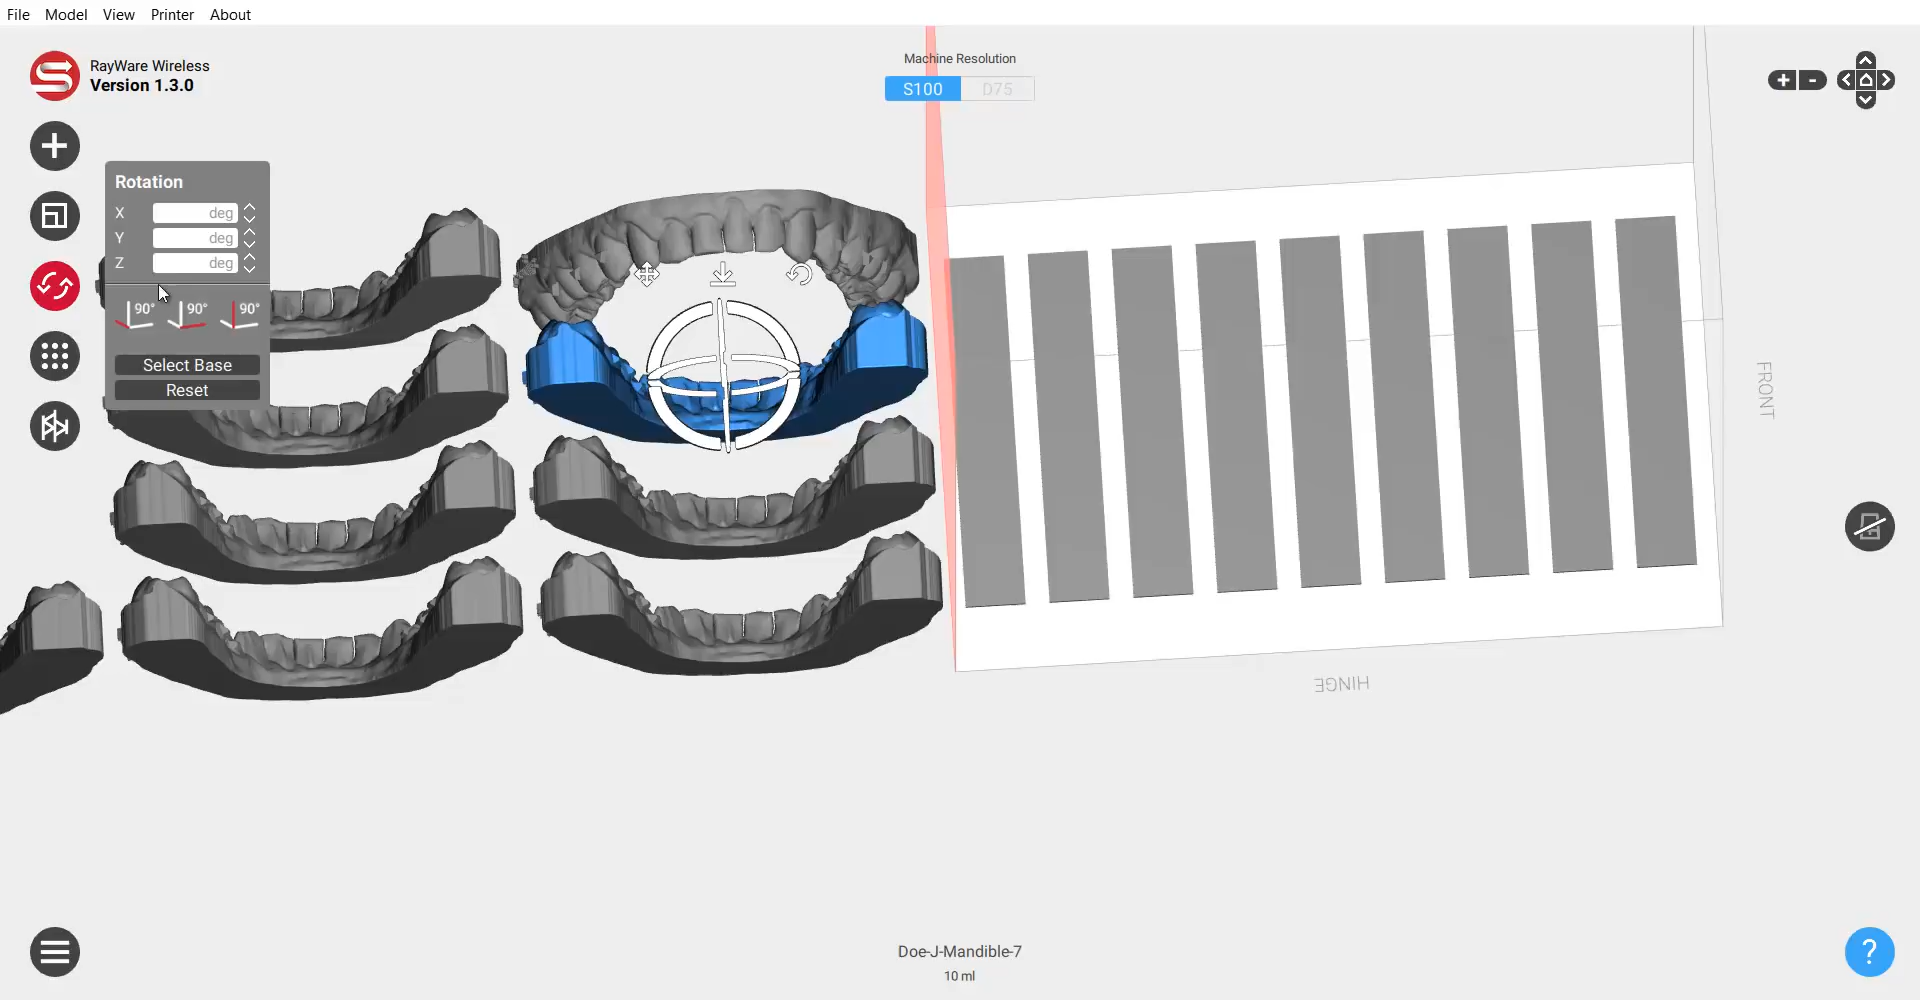 File Model View Printer About
RayWare Wireless
Version 1.3.0
Machine Resolution
S100 D75
Rotation
X deg
Y deg
Z deg
90° 90° 90°
Select Base
Reset
FRONT
HINGE
Doe-J-Mandible-7
10 ml
?